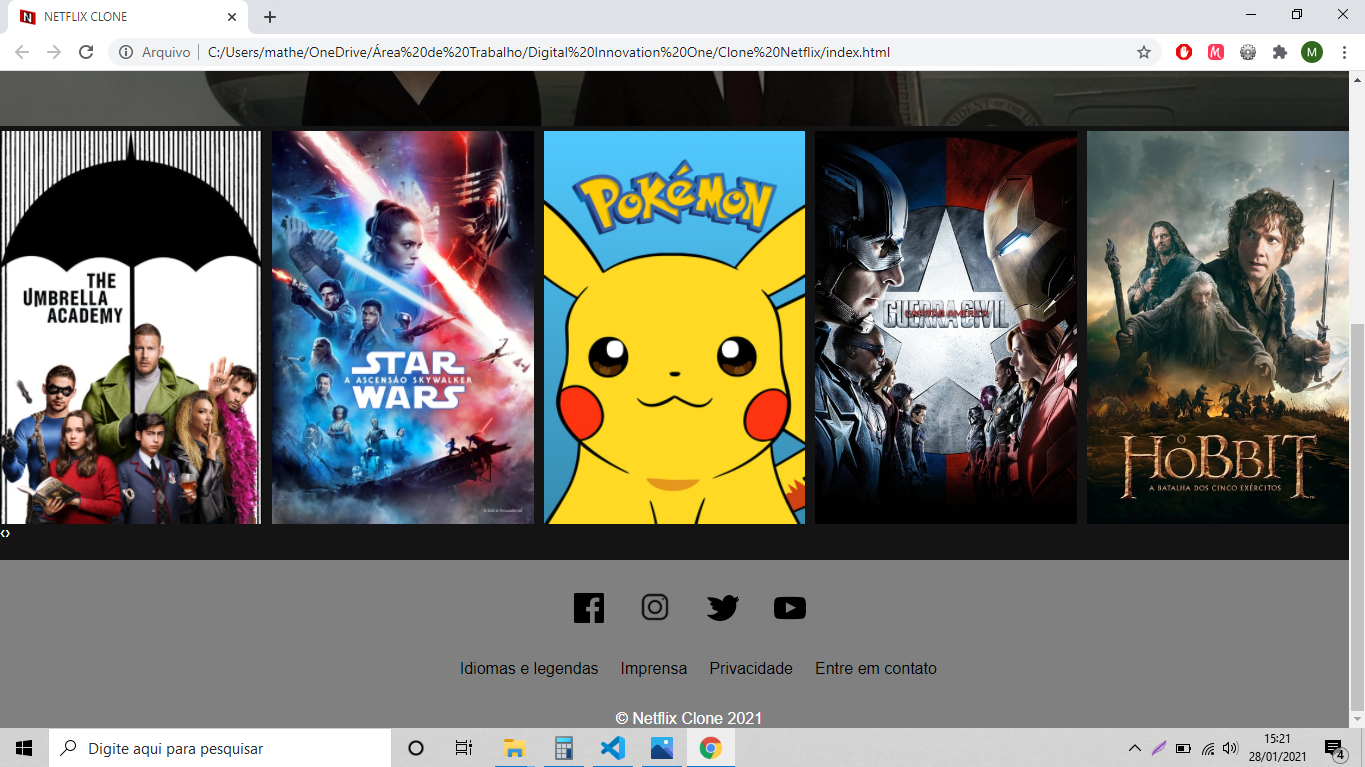 NETFLIX CLONE
Arquivo
C:/Users/mathe/OneDrive/Área%20de%20Trabalho/Digital%20Innovation%20One/Clone%20Netflix/index.html
M
M
THE
UMBRELLA
ACADEMY
STAR
A ASCENSÃO SKYWALKER
WARS
POKéMON
GUERRA CIVIL
CAPITÃO AMÉRICA
O
HOBBIT
A BATALHA DOS CINCO EXÉRCITOS
‹›
Idiomas e legendas
Imprensa
Privacidade
Entre em contato
© Netflix Clone 2021
Digite aqui para pesquisar
15:21
28/01/2021
4